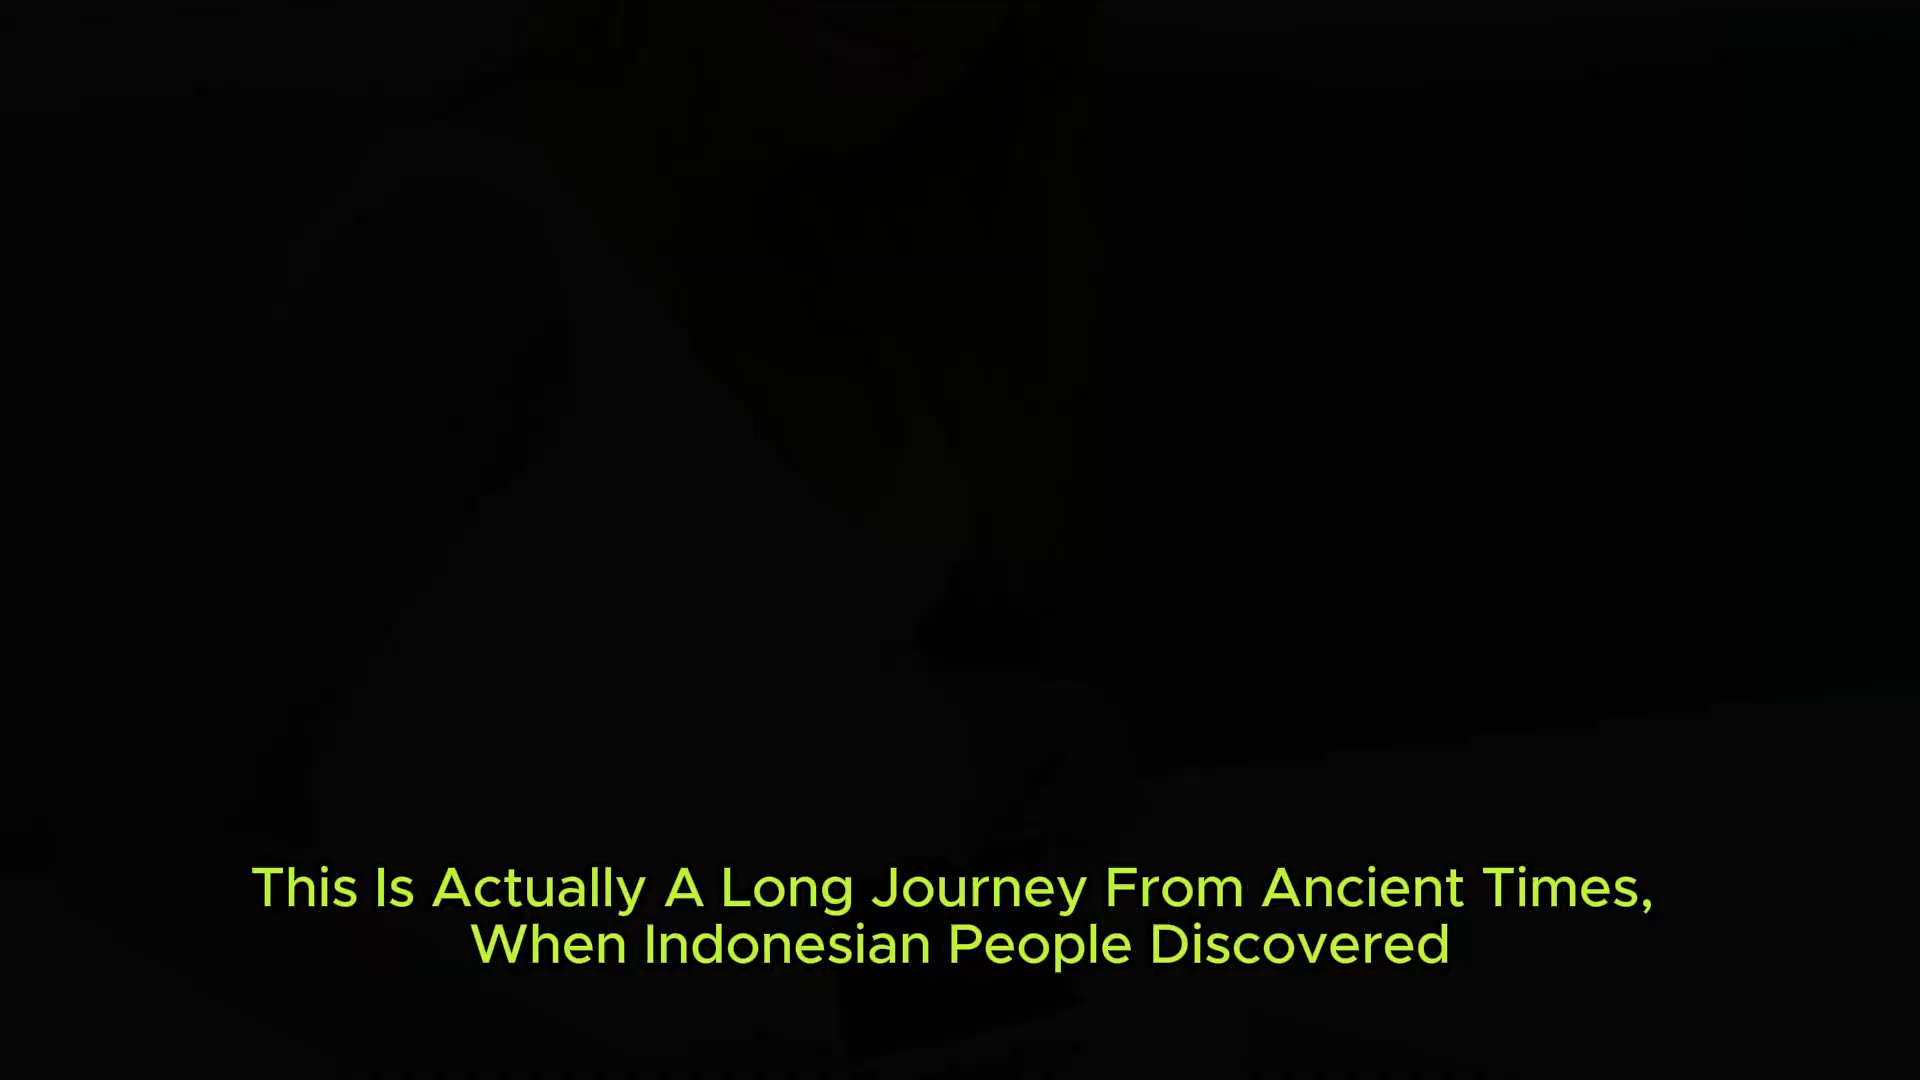 This Is Actually A Long Journey From Ancient Times,
When Indonesian People Discovered